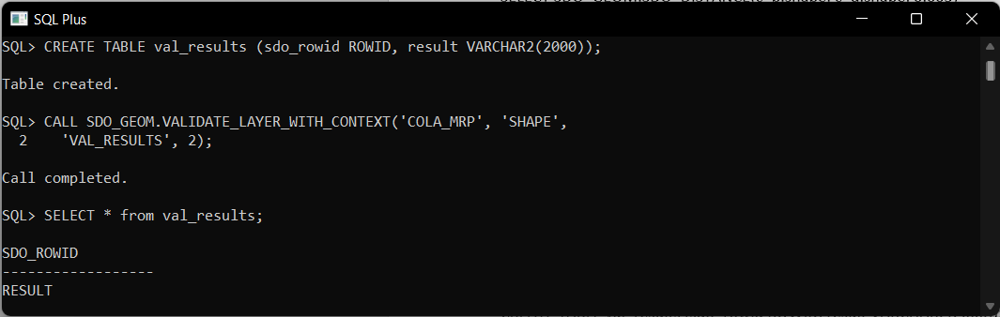 SQL Plus
SQL> CREATE TABLE val_results (sdo_rowid ROWID, result VARCHAR2(2000));
Table created.
SQL> CALL SDO_GEOM.VALIDATE_LAYER_WITH_CONTEXT('COLA_MRP', 'SHAPE',
  2    'VAL_RESULTS', 2);
Call completed.
SQL> SELECT * from val_results;
SDO_ROWID
------------------
RESULT